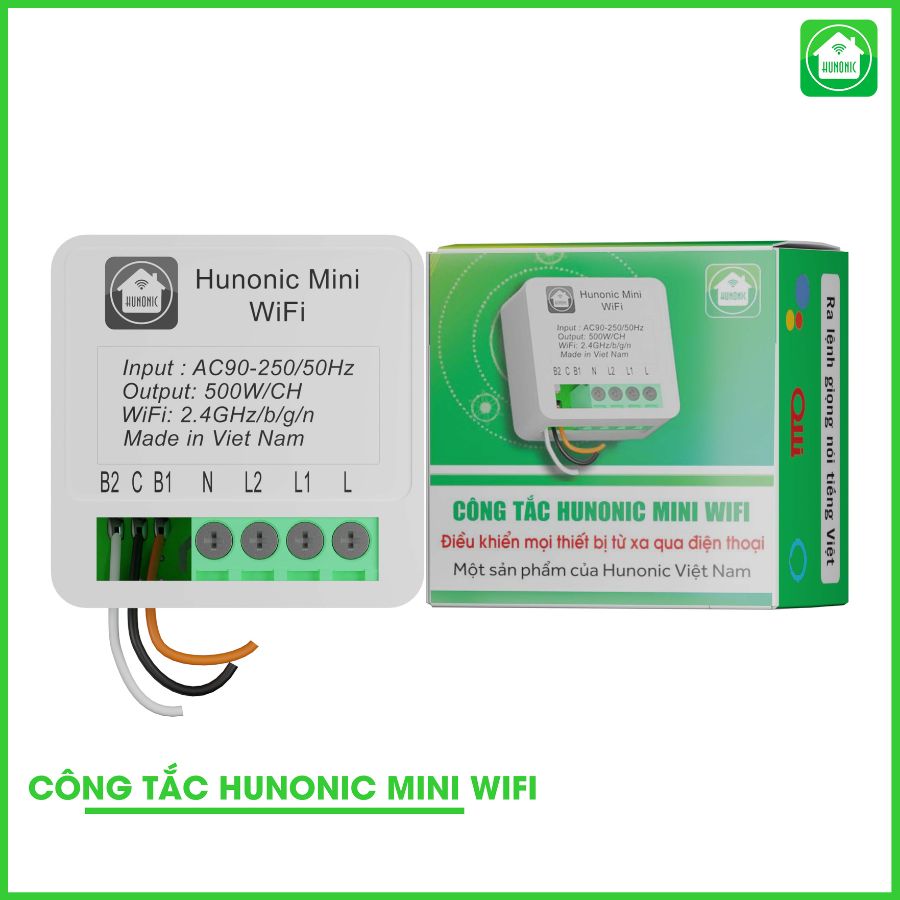 HUNONIC
HUNONIC
Hunonic Mini
WiFi
Input : AC90-250/50Hz
Output: 500W/CH
WiFi: 2.4GHz/b/g/n
Made in Viet Nam
B2 C B1 N L2 L1 L
HUNONIC
Hunonic Mini
WiFi
Input : AC90-250/50Hz
Output: 500W/CH
WiFi: 2.4GHz/b/g/n
Made in Viet Nam
B2 C B1 N L2 L1 L
HUNONIC
CÔNG TẮC HUNONIC MINI WIFI
Điều khiển mọi thiết bị từ xa qua điện thoại
Một sản phẩm của Hunonic Việt Nam
Ra lệnh giọng nói tiếng Việt
OLLI
CÔNG TẮC HUNONIC MINI WIFI